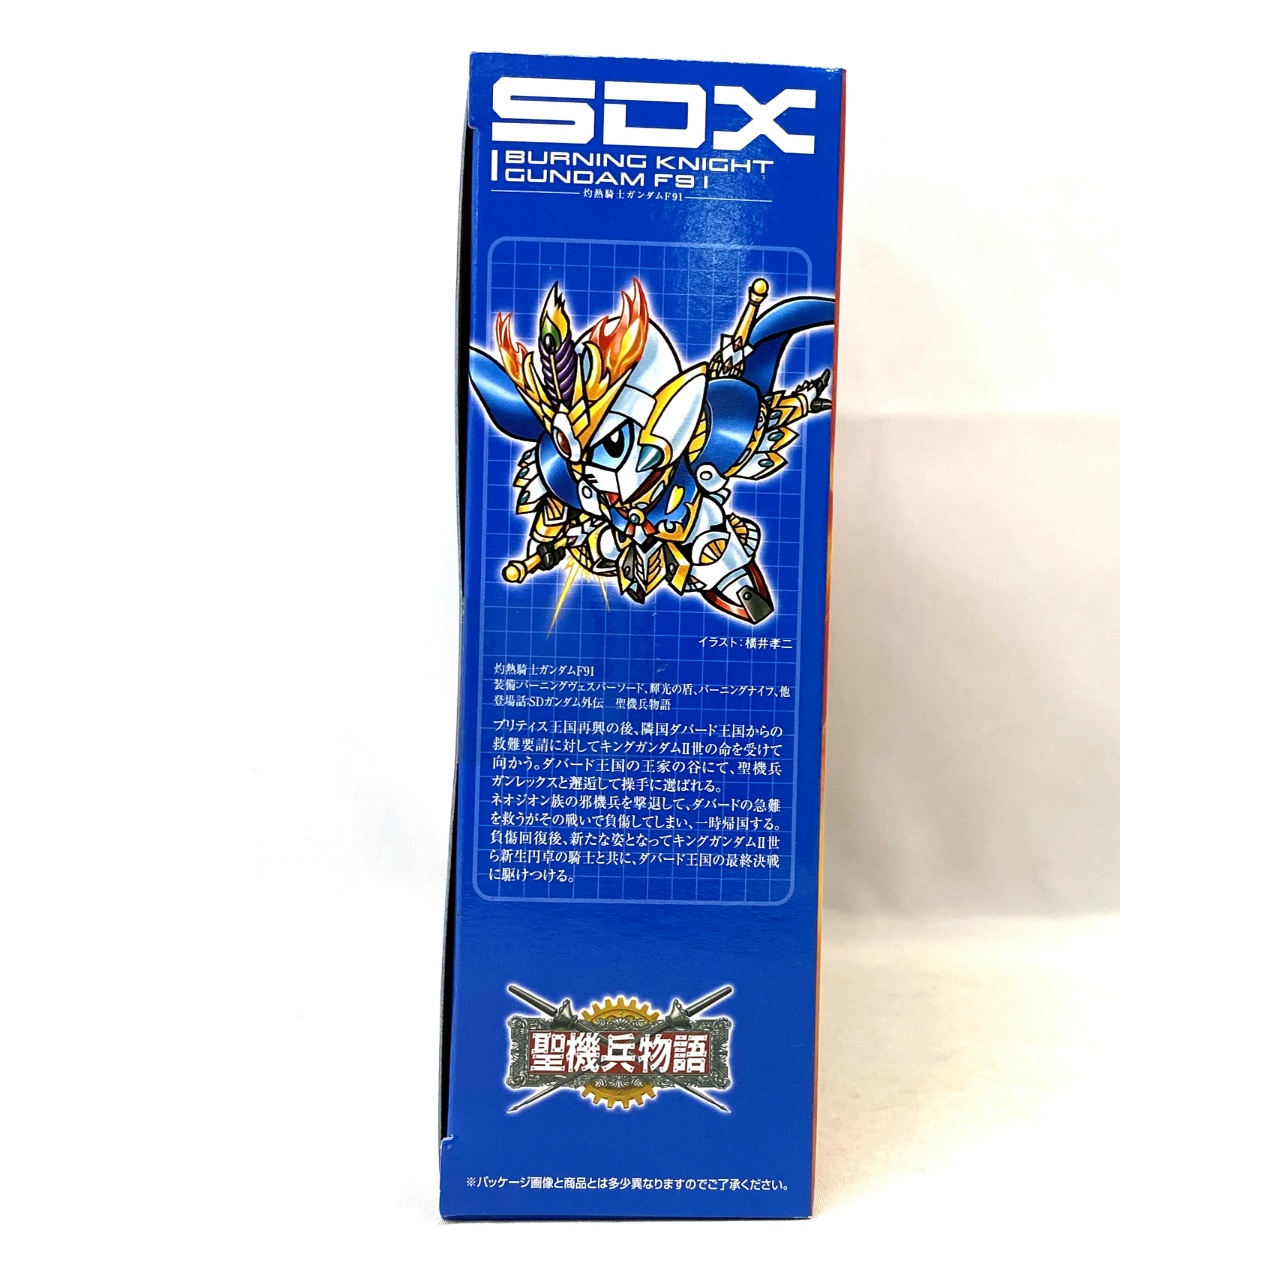 SDX
BURNING KNIGHT
GUNDAM F91
灼熱騎士ガンダムF91
イラスト：横井孝二
灼熱騎士ガンダムF91
装備:バーニングヴェスバーソード、輝光の盾、バーニングナイフ、他
登場話:SDガンダム外伝　聖機兵物語
ブリティス王国再興の後、隣国ダバード王国からの
救難要請に対してキングガンダムII世の命を受けて
向かう。ダバード王国の王家の谷にて、聖機兵
ガンレックスと邂逅して操手に選ばれる。
ネオジオン族の邪機兵を撃退して、ダバードの急難
を救うがその戦いで負傷してしまい、一時帰国する。
負傷回復後、新たな姿となってキングガンダムII世
ら新生円卓の騎士と共に、ダバード王国の最終決戦
に駆けつける。
聖機兵物語
※パッケージ画像と商品とは多少異なりますのでご了承ください。